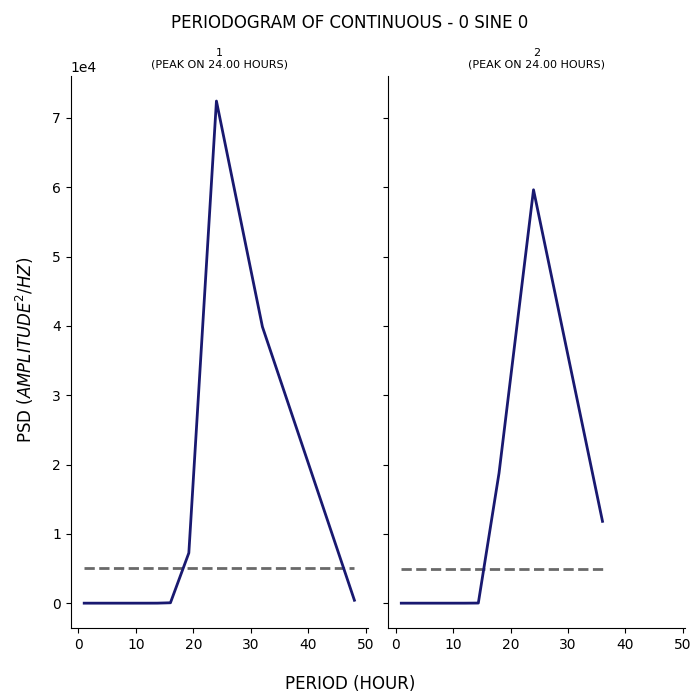 PERIODOGRAM OF CONTINUOUS - 0 SINE 0
1
(PEAK ON 24.00 HOURS)
2
(PEAK ON 24.00 HOURS)
1e4
7
6
5
4
3
2
1
0
PSD (AMPLITUDE²/HZ)
0 10 20 30 40 50
0 10 20 30 40 50
PERIOD (HOUR)